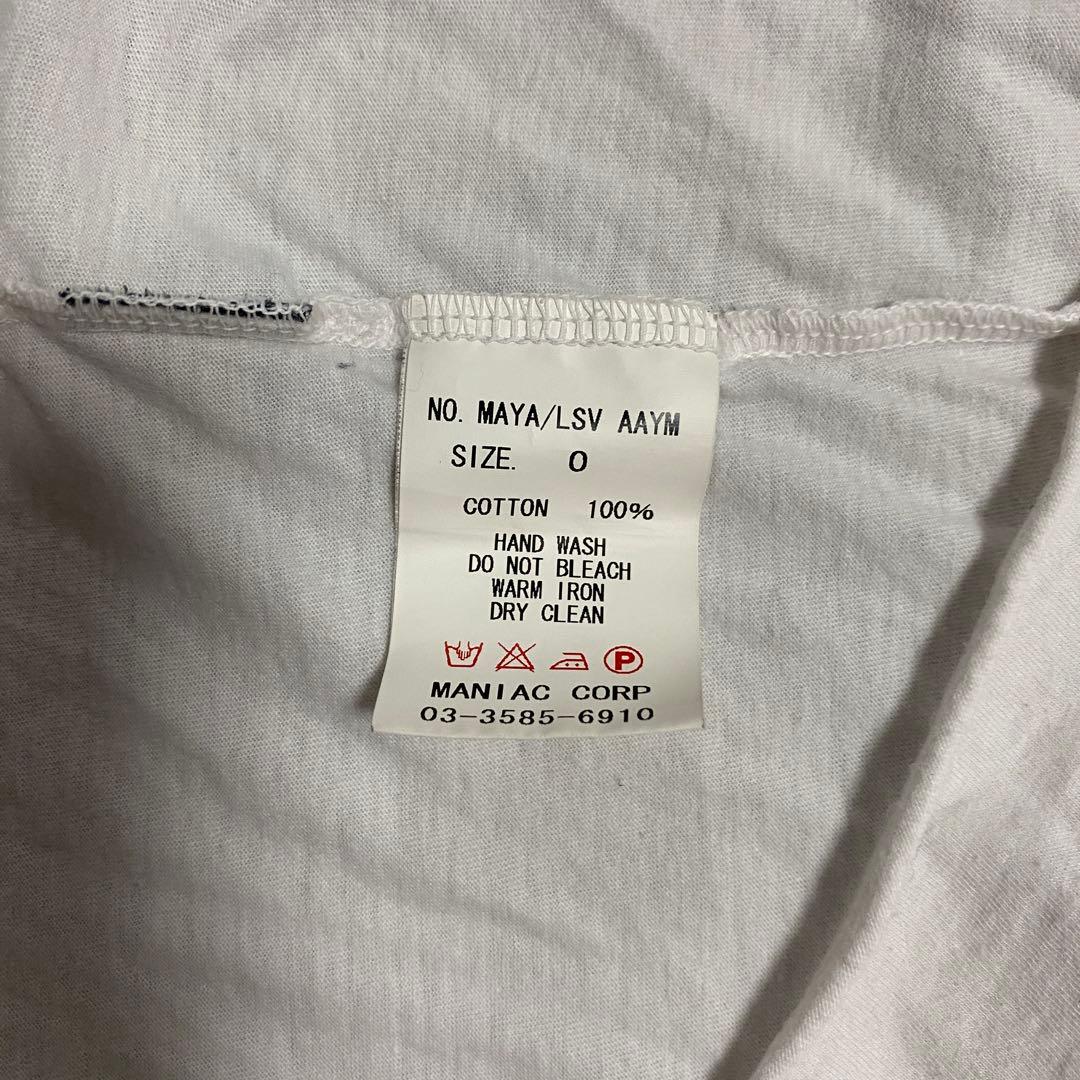 NO. MAYA/LSV AAYM
SIZE. 0
COTTON 100%
HAND WASH
DO NOT BLEACH
WARM IRON
DRY CLEAN
P
MANIAC CORP
03-3585-6910